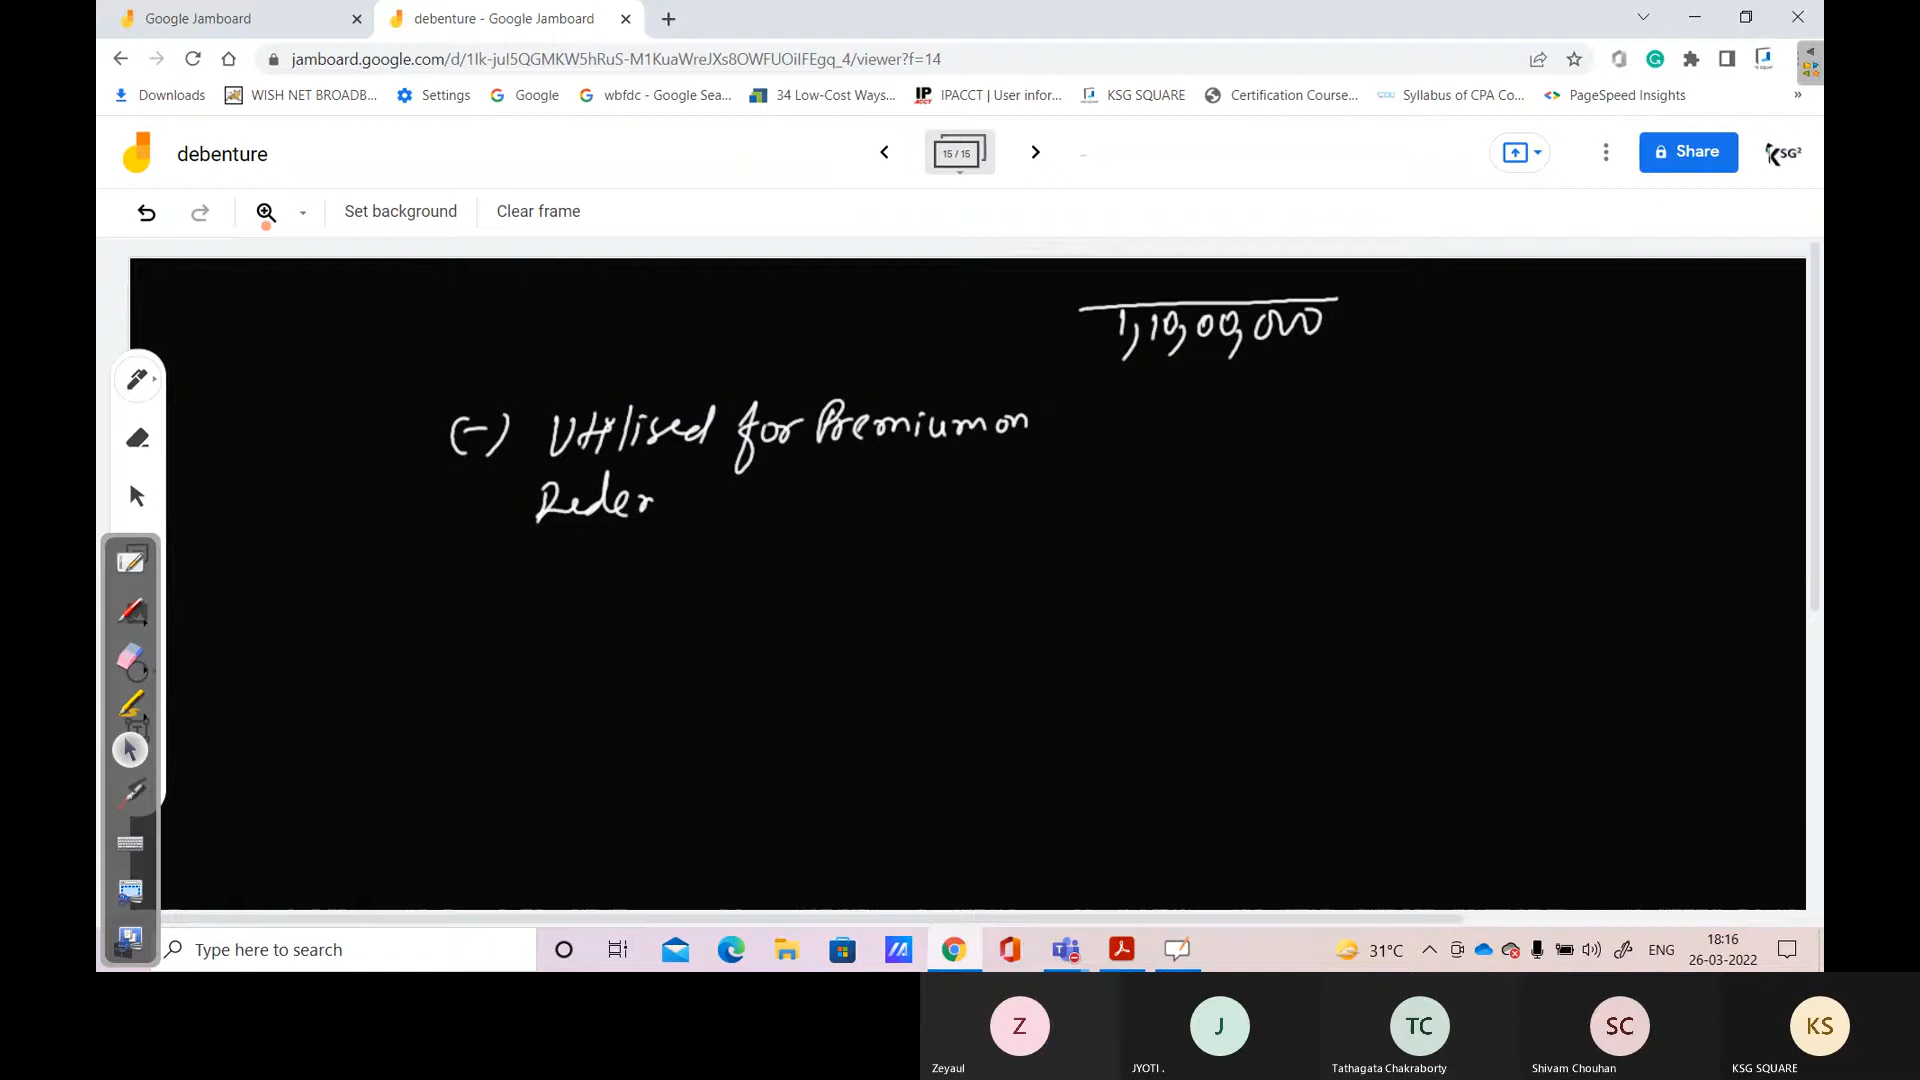 Google Jamboard
debenture - Google Jamboard
jamboard.google.com/d/1Ik-juI5QGMKW5hRuS-M1KuaWreJXs8OWFUOiIFEgq_4/viewer?f=14
Downloads WISH NET BROADB... Settings Google wbfdc - Google Sea... 34 Low-Cost Ways... IPACCT | User infor... KSG SQUARE Certification Course... Syllabus of CPA Co... PageSpeed Insights »
debenture
15 / 15
Share
KSG²
Set background Clear frame
1,10,00,000
(-) Utilised for Premium on
Reder
Type here to search
31°C
ENG
18:16
26-03-2022
Z J TC SC KS
Zeyaul JYOTI . Tathagata Chakraborty Shivam Chouhan KSG SQUARE